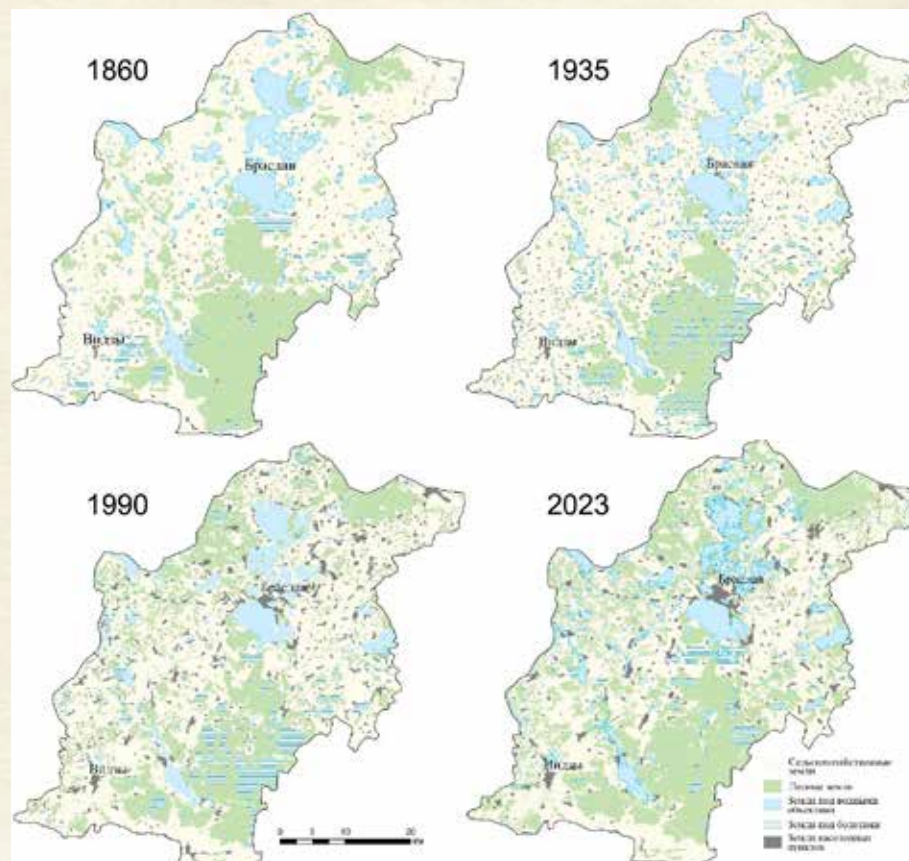 1860
1935
Браслав
Браслав
Видзы
Видзы
1990
2023
Браслав
Браслав
Видзы
Видзы
0 5 10 20
Сельскохозяйственные
земли
Лесные земли
Земли под водными
объектами
Земли под болотами
Земли населенных
пунктов